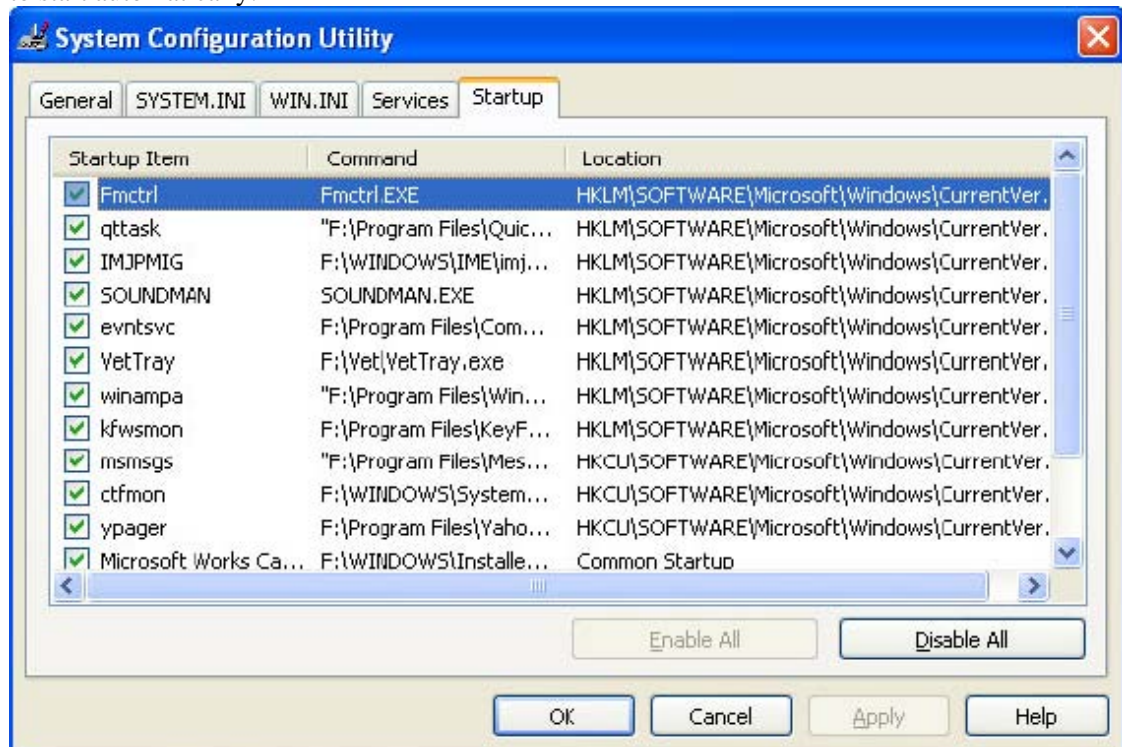 System Configuration Utility
General SYSTEM.INI WIN.INI Services Startup
Startup Item Command Location
Fmctrl Fmctrl.EXE HKLM\SOFTWARE\Microsoft\Windows\CurrentVer.
qttask "F:\Program Files\Quic... HKLM\SOFTWARE\Microsoft\Windows\CurrentVer.
IMJPMIG F:\WINDOWS\IME\imj... HKLM\SOFTWARE\Microsoft\Windows\CurrentVer.
SOUNDMAN SOUNDMAN.EXE HKLM\SOFTWARE\Microsoft\Windows\CurrentVer.
evntsvc F:\Program Files\Com... HKLM\SOFTWARE\Microsoft\Windows\CurrentVer.
VetTray F:\Vet\VetTray.exe HKLM\SOFTWARE\Microsoft\Windows\CurrentVer.
winampa "F:\Program Files\Win... HKLM\SOFTWARE\Microsoft\Windows\CurrentVer.
kfwsmon F:\Program Files\KeyF... HKLM\SOFTWARE\Microsoft\Windows\CurrentVer.
msmsgs "F:\Program Files\Mes... HKCU\SOFTWARE\Microsoft\Windows\CurrentVer.
ctfmon F:\WINDOWS\System... HKCU\SOFTWARE\Microsoft\Windows\CurrentVer.
ypager F:\Program Files\Yaho... HKCU\SOFTWARE\Microsoft\Windows\CurrentVer.
Microsoft Works Ca... F:\WINDOWS\Installe... Common Startup
Enable All Disable All
OK Cancel Apply Help